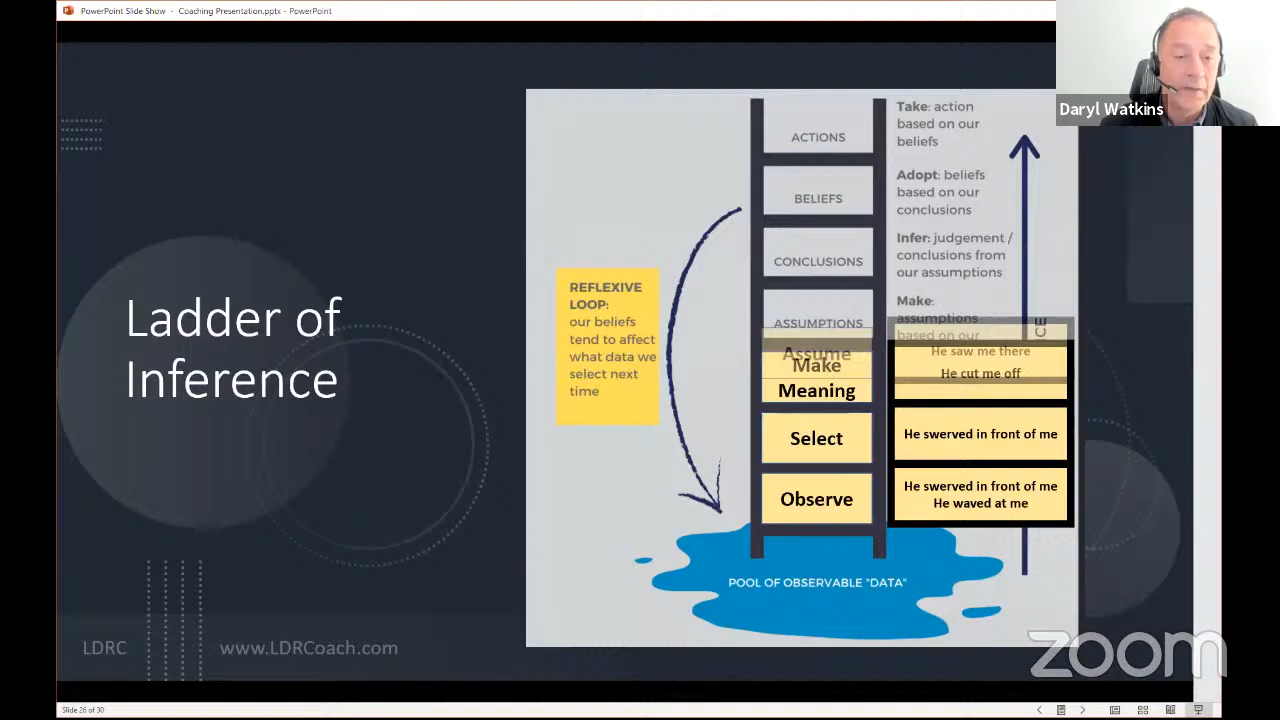 PowerPoint Slide Show - Coaching Presentation.pptx - PowerPoint
Daryl Watkins
Ladder of
Inference
REFLEXIVE
LOOP:
our beliefs
tend to affect
what data we
select next
time
ACTIONS
BELIEFS
CONCLUSIONS
ASSUMPTIONS
Assume
Make
Meaning
Select
Observe
Take: action
based on our
beliefs
Adopt: beliefs
based on our
conclusions
Infer: judgement /
conclusions from
our assumptions
Make:
assumptions
based on our
CE
He saw me there
He cut me off
He swerved in front of me
He swerved in front of me
He waved at me
POOL OF OBSERVABLE "DATA"
LDRC
www.LDRCoach.com
zoom
Slide 26 of 30